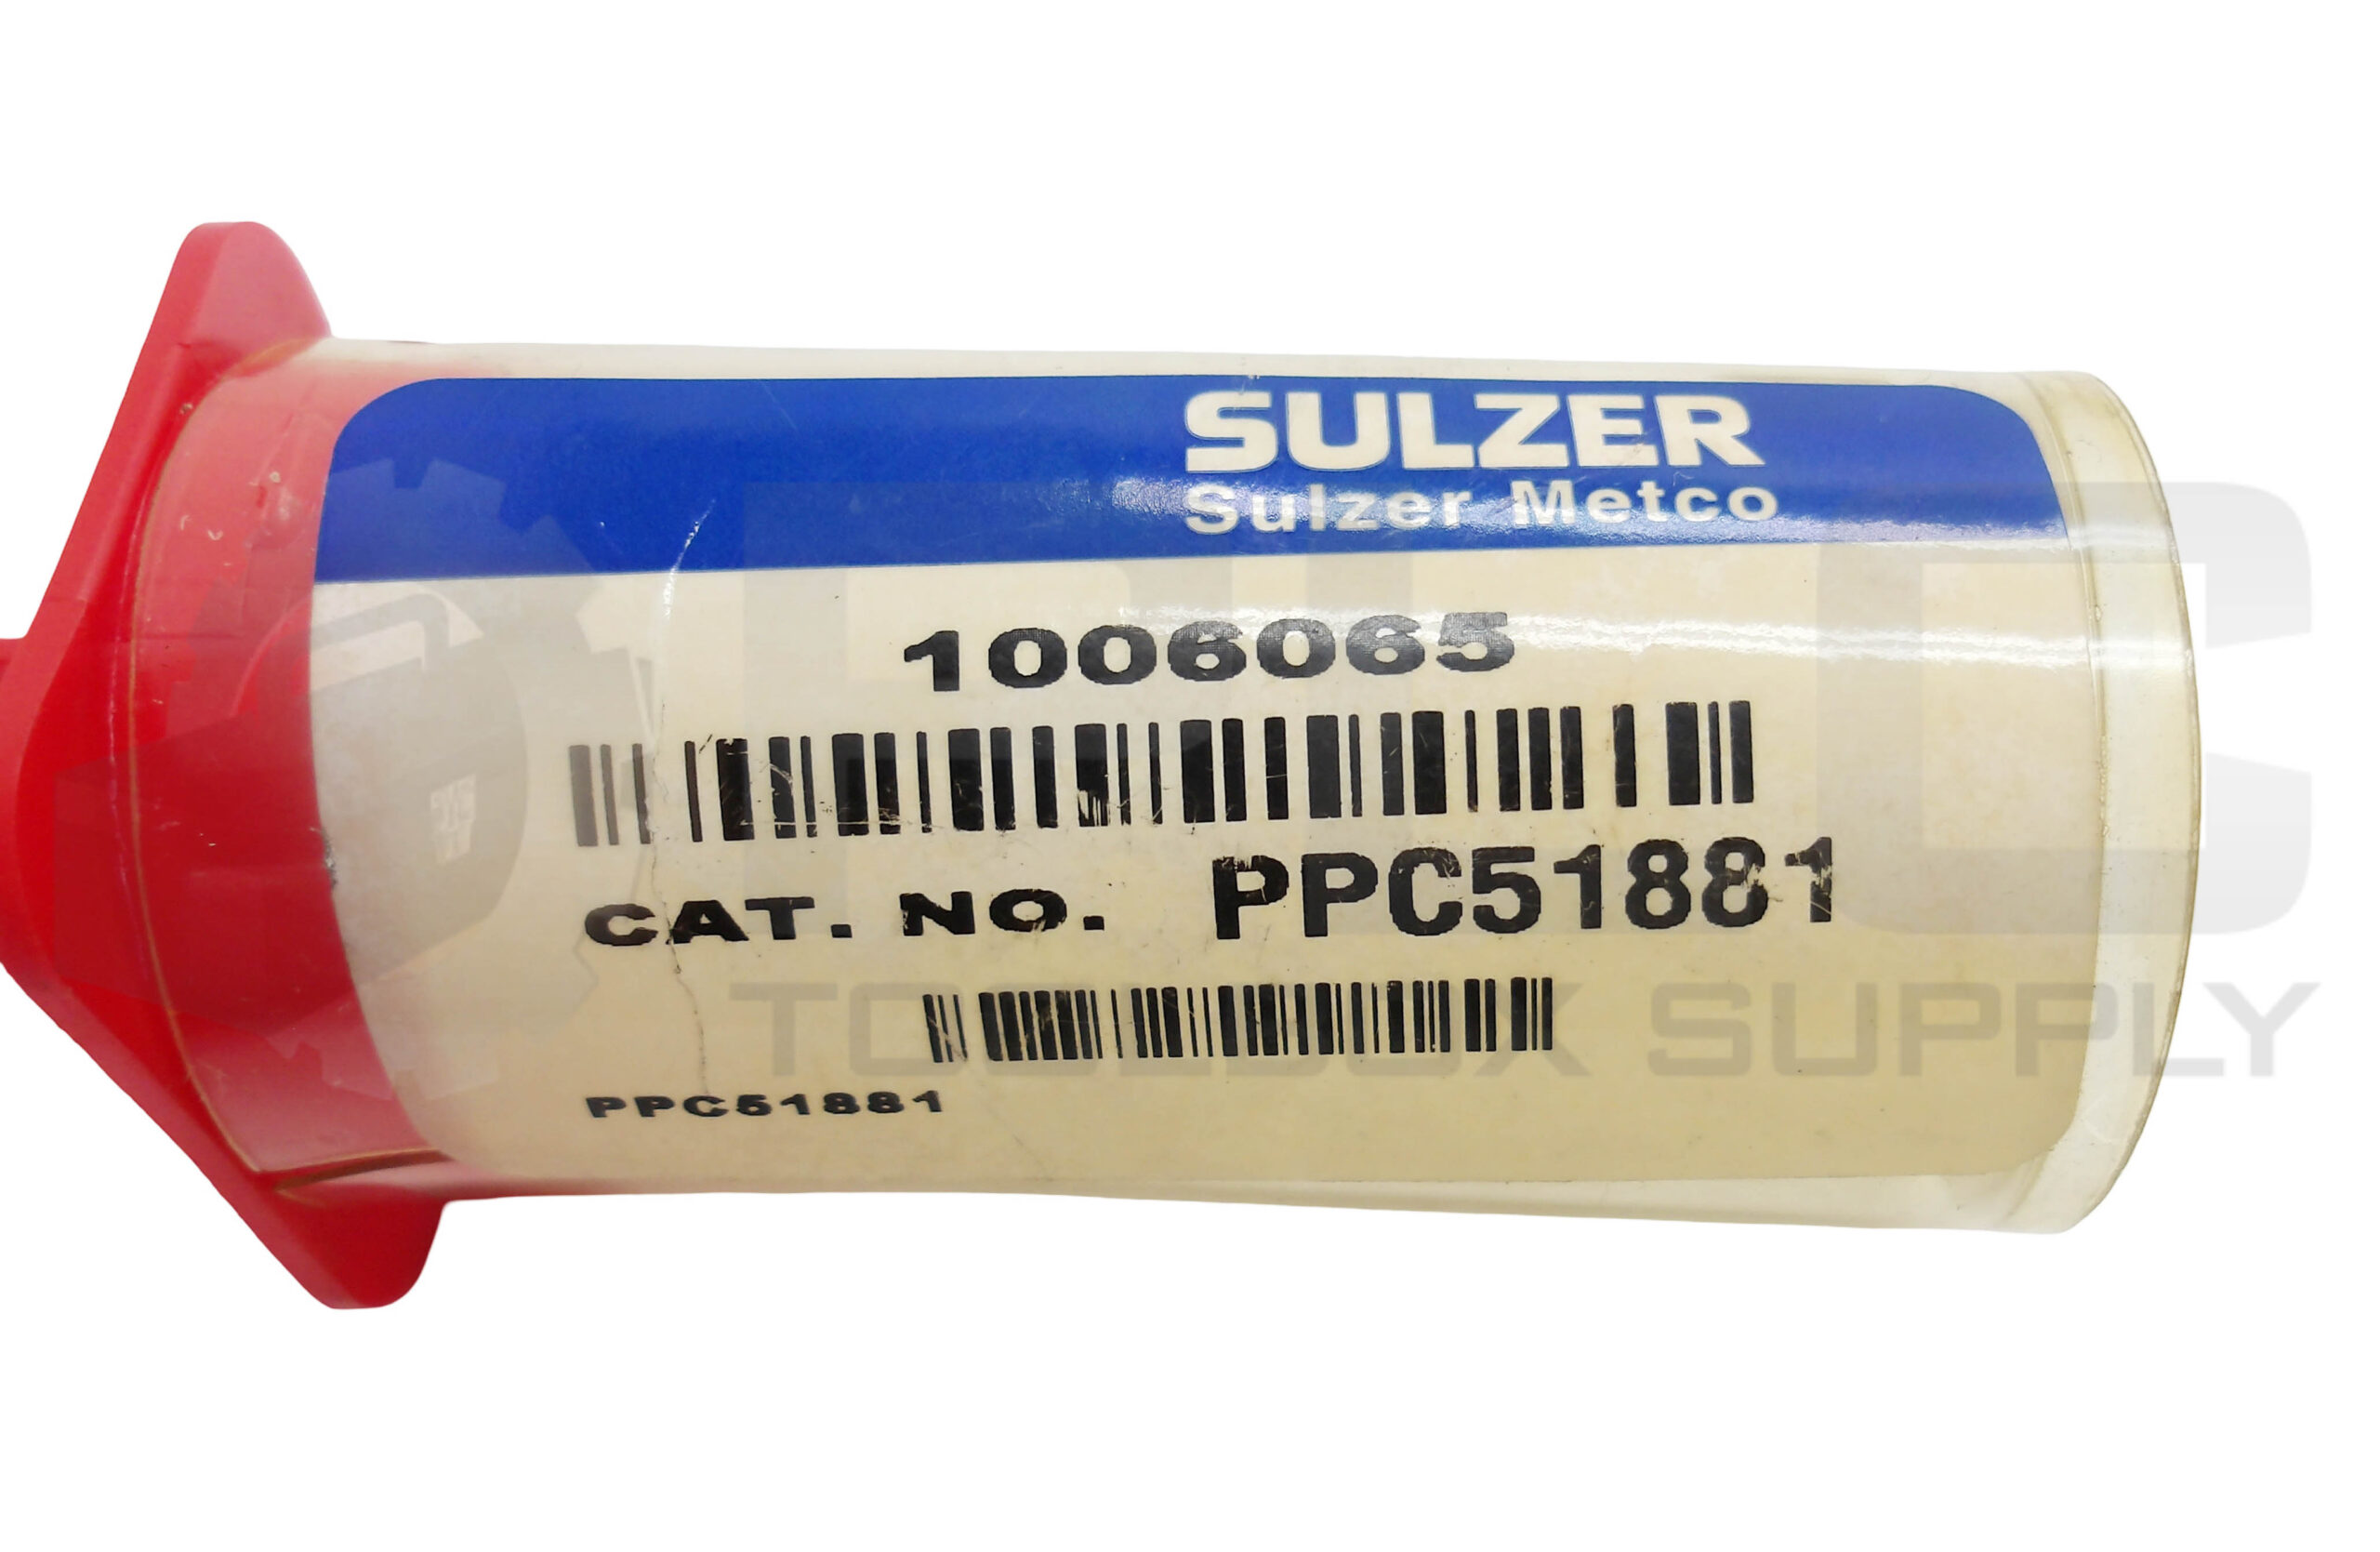 SULZER
Sulzer Metco
1006065
CAT. NO. PPC51881
PPC51881
TOOLBOX SUPPLY